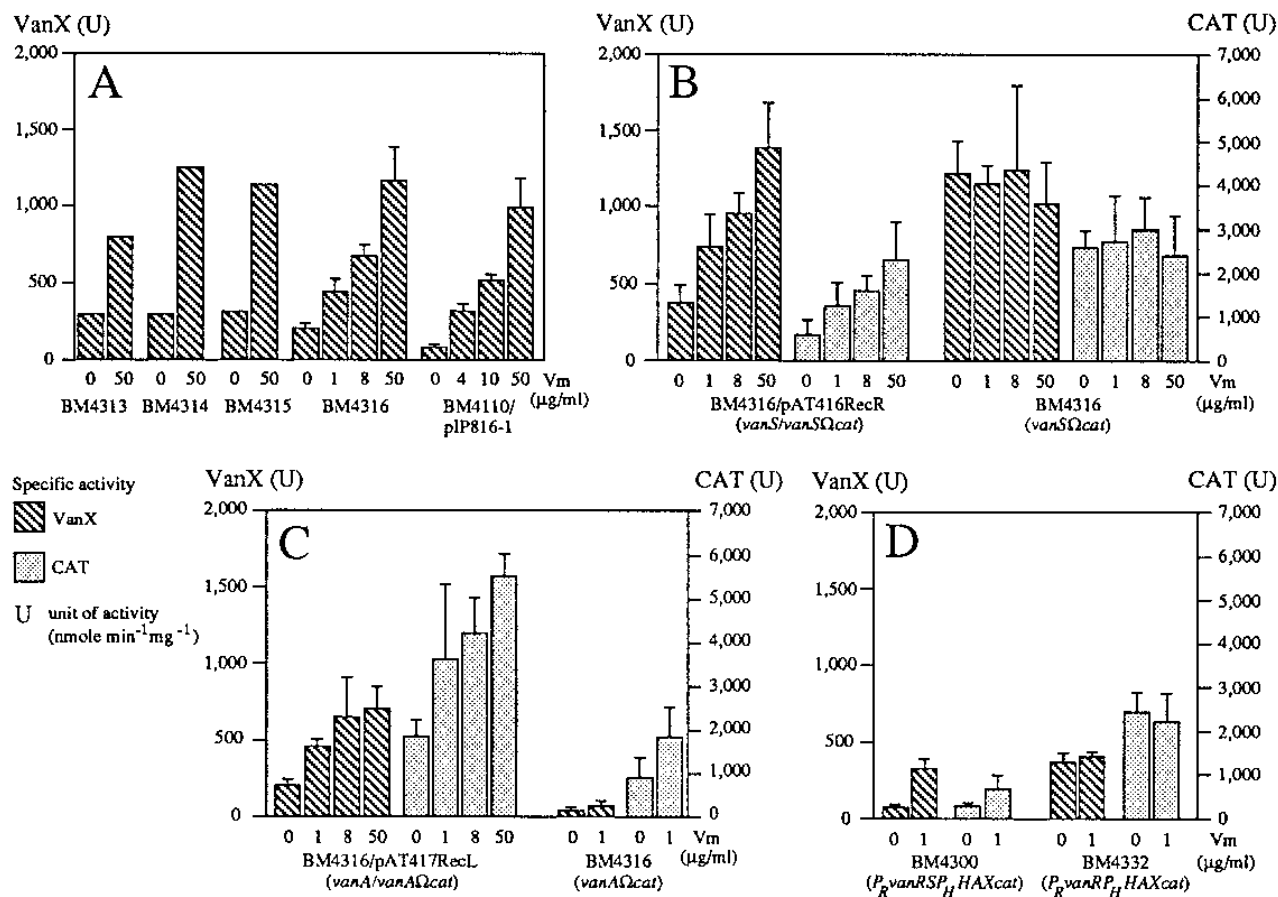 VanX (U)
2,000
1,500
1,000
500
0
A
0 50 0 50 0 50 0 1 8 50 0 4 10 50 Vm
BM4313 BM4314 BM4315 BM4316 BM4110/ (μg/ml)
pIP816-1
VanX (U) CAT (U)
2,000 7,000
6,000
1,500 5,000
4,000
1,000
3,000
500 2,000
1,000
0 0
B
0 1 8 50 0 1 8 50 0 1 8 50 0 1 8 50 Vm
BM4316/pAT416RecR BM4316 (μg/ml)
(vanS/vanSΩcat) (vanSΩcat)
Specific activity
VanX
CAT
U unit of activity
(nmole min⁻¹mg⁻¹)
VanX (U) CAT (U)
2,000 7,000
6,000
1,500 5,000
4,000
1,000
3,000
500 2,000
1,000
0 0
C
0 1 8 50 0 1 8 50 0 1 0 1 Vm
BM4316/pAT417RecL BM4316 (μg/ml)
(vanA/vanAΩcat) (vanAΩcat)
VanX (U) CAT (U)
2,000 7,000
6,000
1,500 5,000
4,000
1,000
3,000
500 2,000
1,000
0 0
D
0 1 0 1 0 1 0 1 Vm
BM4300 BM4332 (μg/ml)
(P_R vanRSP_H HAXcat) (P_R vanRP_H HAXcat)